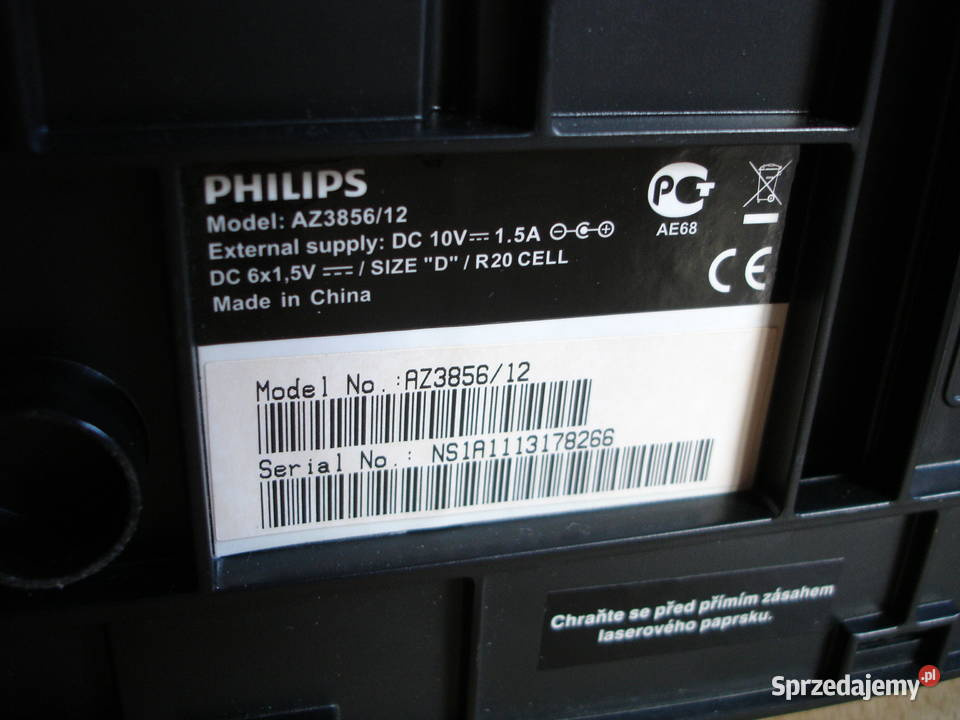 PHILIPS
Model: AZ3856/12
External supply: DC 10V⎓1.5A
DC 6x1,5V ⎓ / SIZE "D" / R20 CELL
Made in China
PCT
AE68
CE
Model No.:AZ3856/12
Serial No.: NS1A1113178266
Chraňte se před přímím zásahem
laserového paprsku.
Sprzedajemy.pl